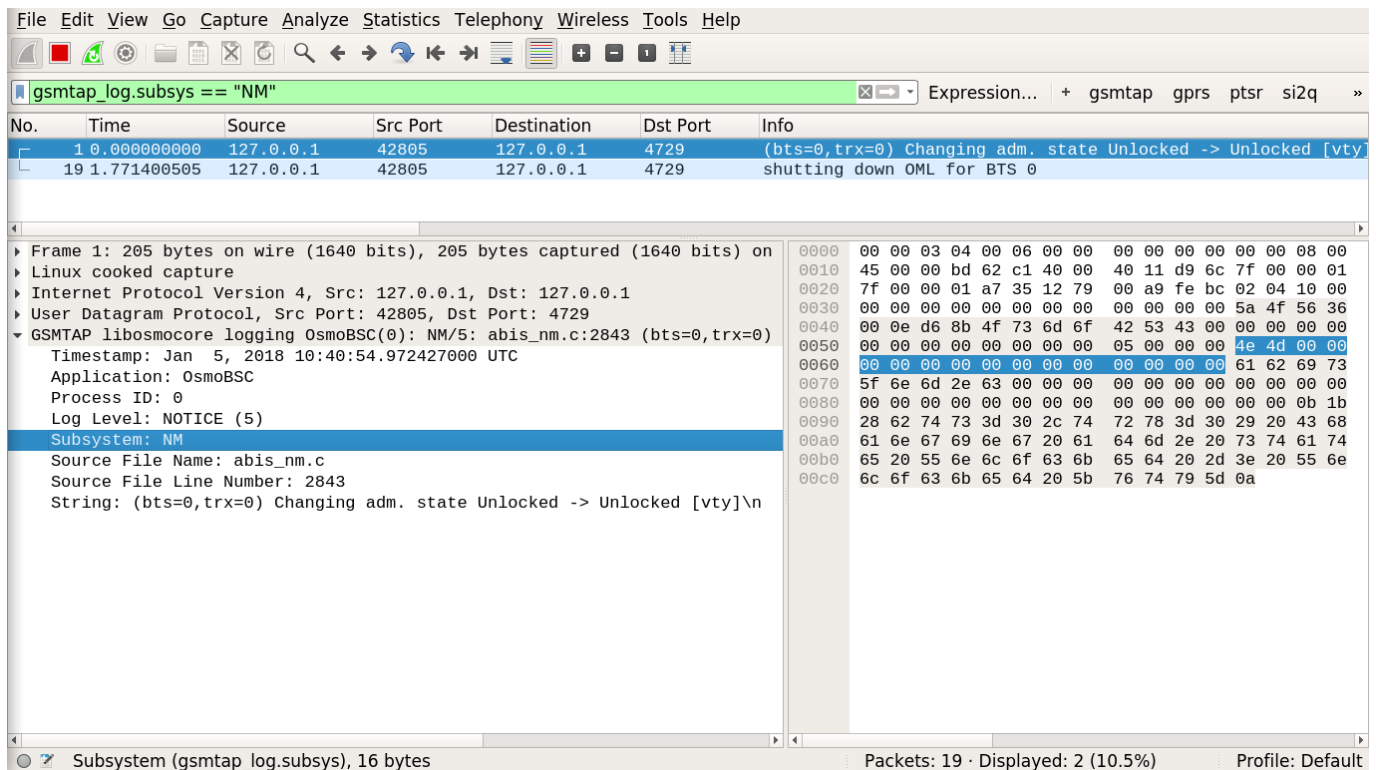 File Edit View Go Capture Analyze Statistics Telephony Wireless Tools Help
gsmtap_log.subsys == "NM" Expression… + gsmtap gprs ptsr si2q »
No. Time Source Src Port Destination Dst Port Info
1 0.000000000 127.0.0.1 42805 127.0.0.1 4729 (bts=0,trx=0) Changing adm. state Unlocked -> Unlocked [vty]
19 1.771400505 127.0.0.1 42805 127.0.0.1 4729 shutting down OML for BTS 0
Frame 1: 205 bytes on wire (1640 bits), 205 bytes captured (1640 bits) on
Linux cooked capture
Internet Protocol Version 4, Src: 127.0.0.1, Dst: 127.0.0.1
User Datagram Protocol, Src Port: 42805, Dst Port: 4729
GSMTAP libosmocore logging OsmoBSC(0): NM/5: abis_nm.c:2843 (bts=0,trx=0)
Timestamp: Jan  5, 2018 10:40:54.972427000 UTC
Application: OsmoBSC
Process ID: 0
Log Level: NOTICE (5)
Subsystem: NM
Source File Name: abis_nm.c
Source File Line Number: 2843
String: (bts=0,trx=0) Changing adm. state Unlocked -> Unlocked [vty]\n
0000 00 00 03 04 00 06 00 00 00 00 00 00 00 00 08 00
0010 45 00 00 bd 62 c1 40 00 40 11 d9 6c 7f 00 00 01
0020 7f 00 00 01 a7 35 12 79 00 a9 fe bc 02 04 10 00
0030 00 00 00 00 00 00 00 00 00 00 00 00 5a 4f 56 36
0040 00 0e d6 8b 4f 73 6d 6f 42 53 43 00 00 00 00 00
0050 00 00 00 00 00 00 00 00 05 00 00 00 4e 4d 00 00
0060 00 00 00 00 00 00 00 00 00 00 00 00 61 62 69 73
0070 5f 6e 6d 2e 63 00 00 00 00 00 00 00 00 00 00 00
0080 00 00 00 00 00 00 00 00 00 00 00 00 00 00 0b 1b
0090 28 62 74 73 3d 30 2c 74 72 78 3d 30 29 20 43 68
00a0 61 6e 67 69 6e 67 20 61 64 6d 2e 20 73 74 61 74
00b0 65 20 55 6e 6c 6f 63 6b 65 64 20 2d 3e 20 55 6e
00c0 6c 6f 63 6b 65 64 20 5b 76 74 79 5d 0a
Subsystem (gsmtap_log.subsys), 16 bytes Packets: 19 · Displayed: 2 (10.5%) Profile: Default